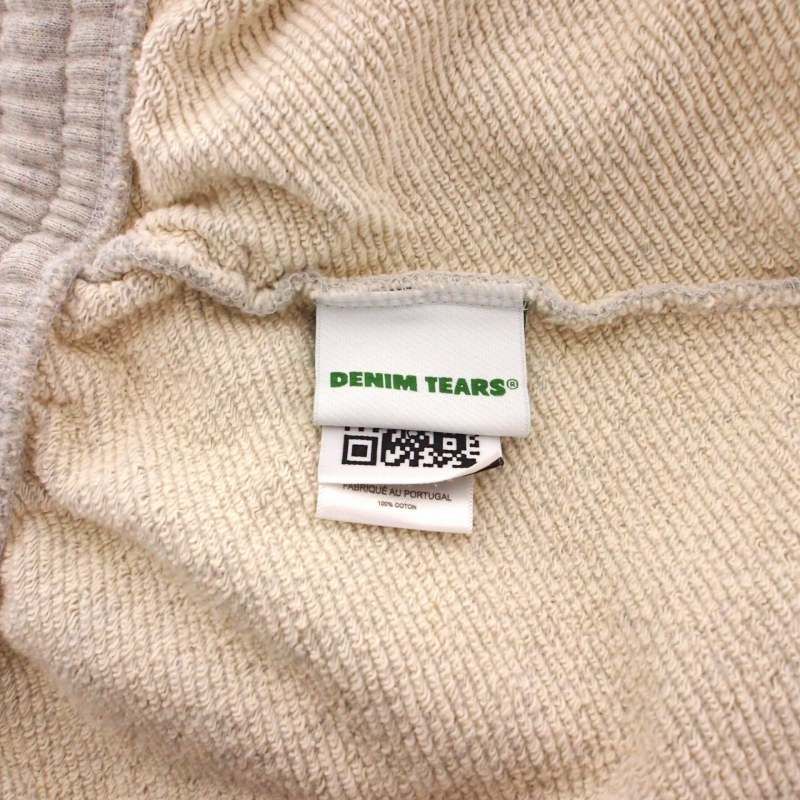 DENIM TEARS®
FABRIQUÉ AU PORTUGAL
100% COTON